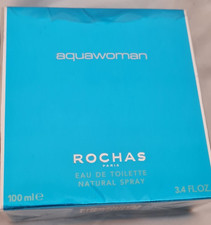 aquawoman
ROCHAS
PARIS
EAU DE TOILETTE
NATURAL SPRAY
100 ml e 3.4 FL.OZ.